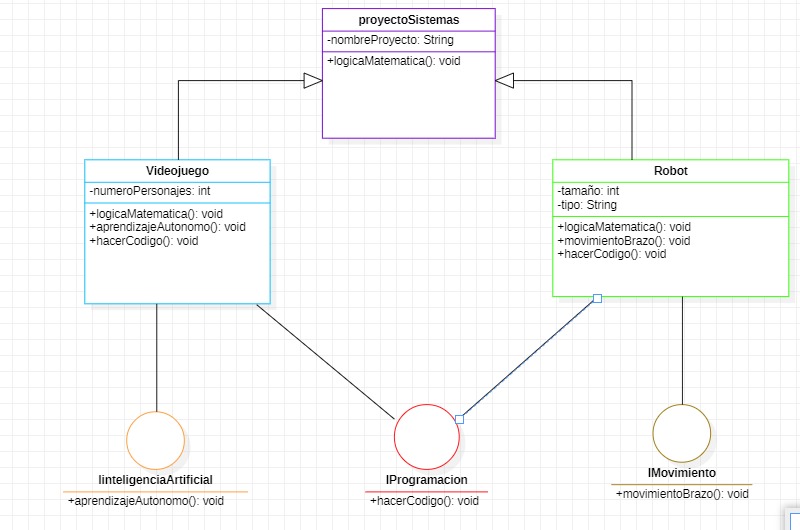 proyectoSistemas
-nombreProyecto: String
+logicaMatematica(): void
Videojuego
-numeroPersonajes: int
+logicaMatematica(): void
+aprendizajeAutonomo(): void
+hacerCodigo(): void
Robot
-tamaño: int
-tipo: String
+logicaMatematica(): void
+movimientoBrazo(): void
+hacerCodigo(): void
IinteligenciaArtificial
+aprendizajeAutonomo(): void
IProgramacion
+hacerCodigo(): void
IMovimiento
+movimientoBrazo(): void